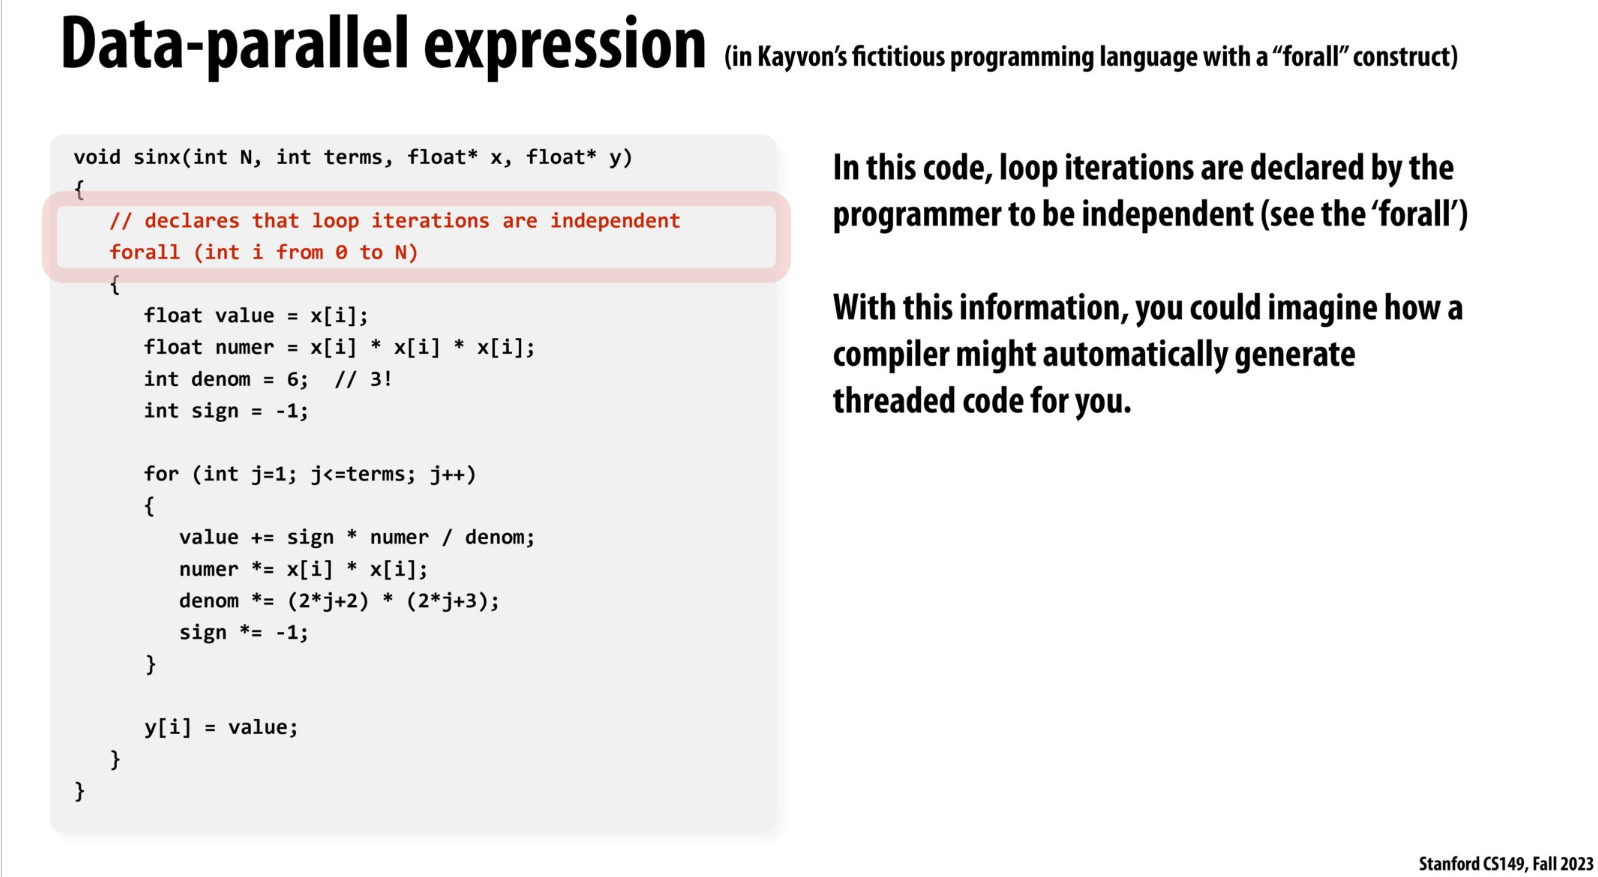 Data-parallel expression (in Kayvon’s fictitious programming language with a “forall” construct)
void sinx(int N, int terms, float* x, float* y)
{
// declares that loop iterations are independent
forall (int i from 0 to N)
{
float value = x[i];
float numer = x[i] * x[i] * x[i];
int denom = 6;  // 3!
int sign = -1;
for (int j=1; j<=terms; j++)
{
value += sign * numer / denom;
numer *= x[i] * x[i];
denom *= (2*j+2) * (2*j+3);
sign *= -1;
}
y[i] = value;
}
}
In this code, loop iterations are declared by the
programmer to be independent (see the ‘forall’)
With this information, you could imagine how a
compiler might automatically generate
threaded code for you.
Stanford CS149, Fall 2023